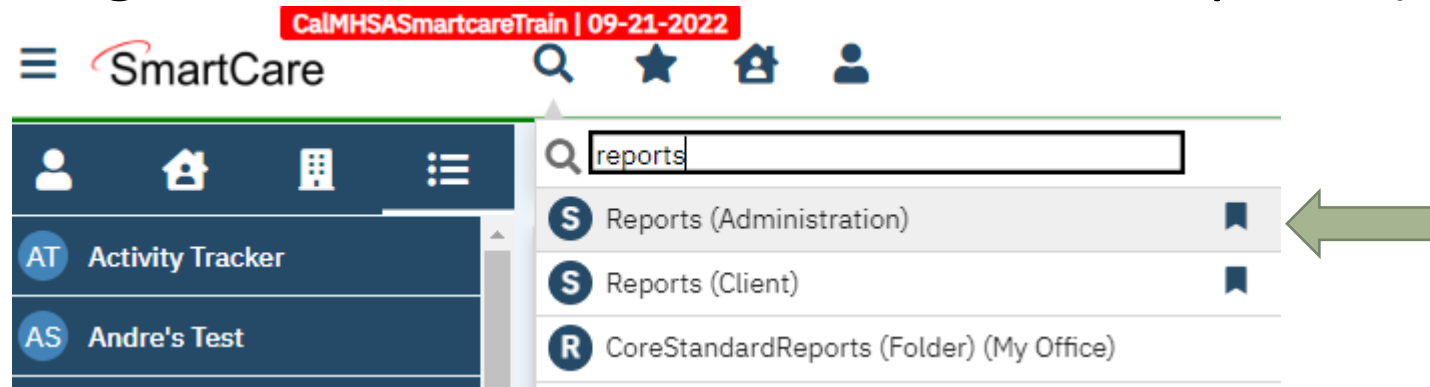 CalMHSASmartcareTrain | 09-21-2022
SmartCare
reports
S Reports (Administration)
AT Activity Tracker
S Reports (Client)
AS Andre's Test
R CoreStandardReports (Folder) (My Office)